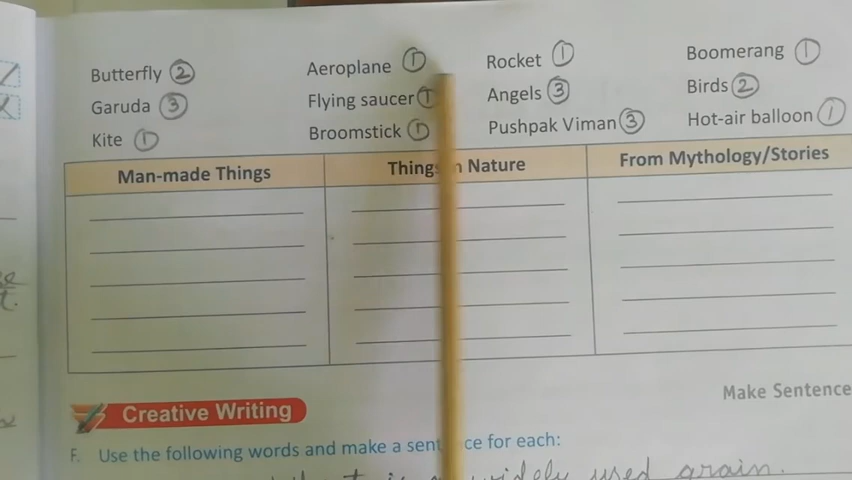 Butterfly ② Aeroplane ① Rocket ① Boomerang ①
Garuda ③ Flying saucer ① Angels ③ Birds ②
Kite ① Broomstick ① Pushpak Viman ③ Hot-air balloon ①
Man-made Things Things Nature From Mythology/Stories
Make Sentence
Creative Writing
F. Use the following words and make a sent ce for each:
widely used grain.